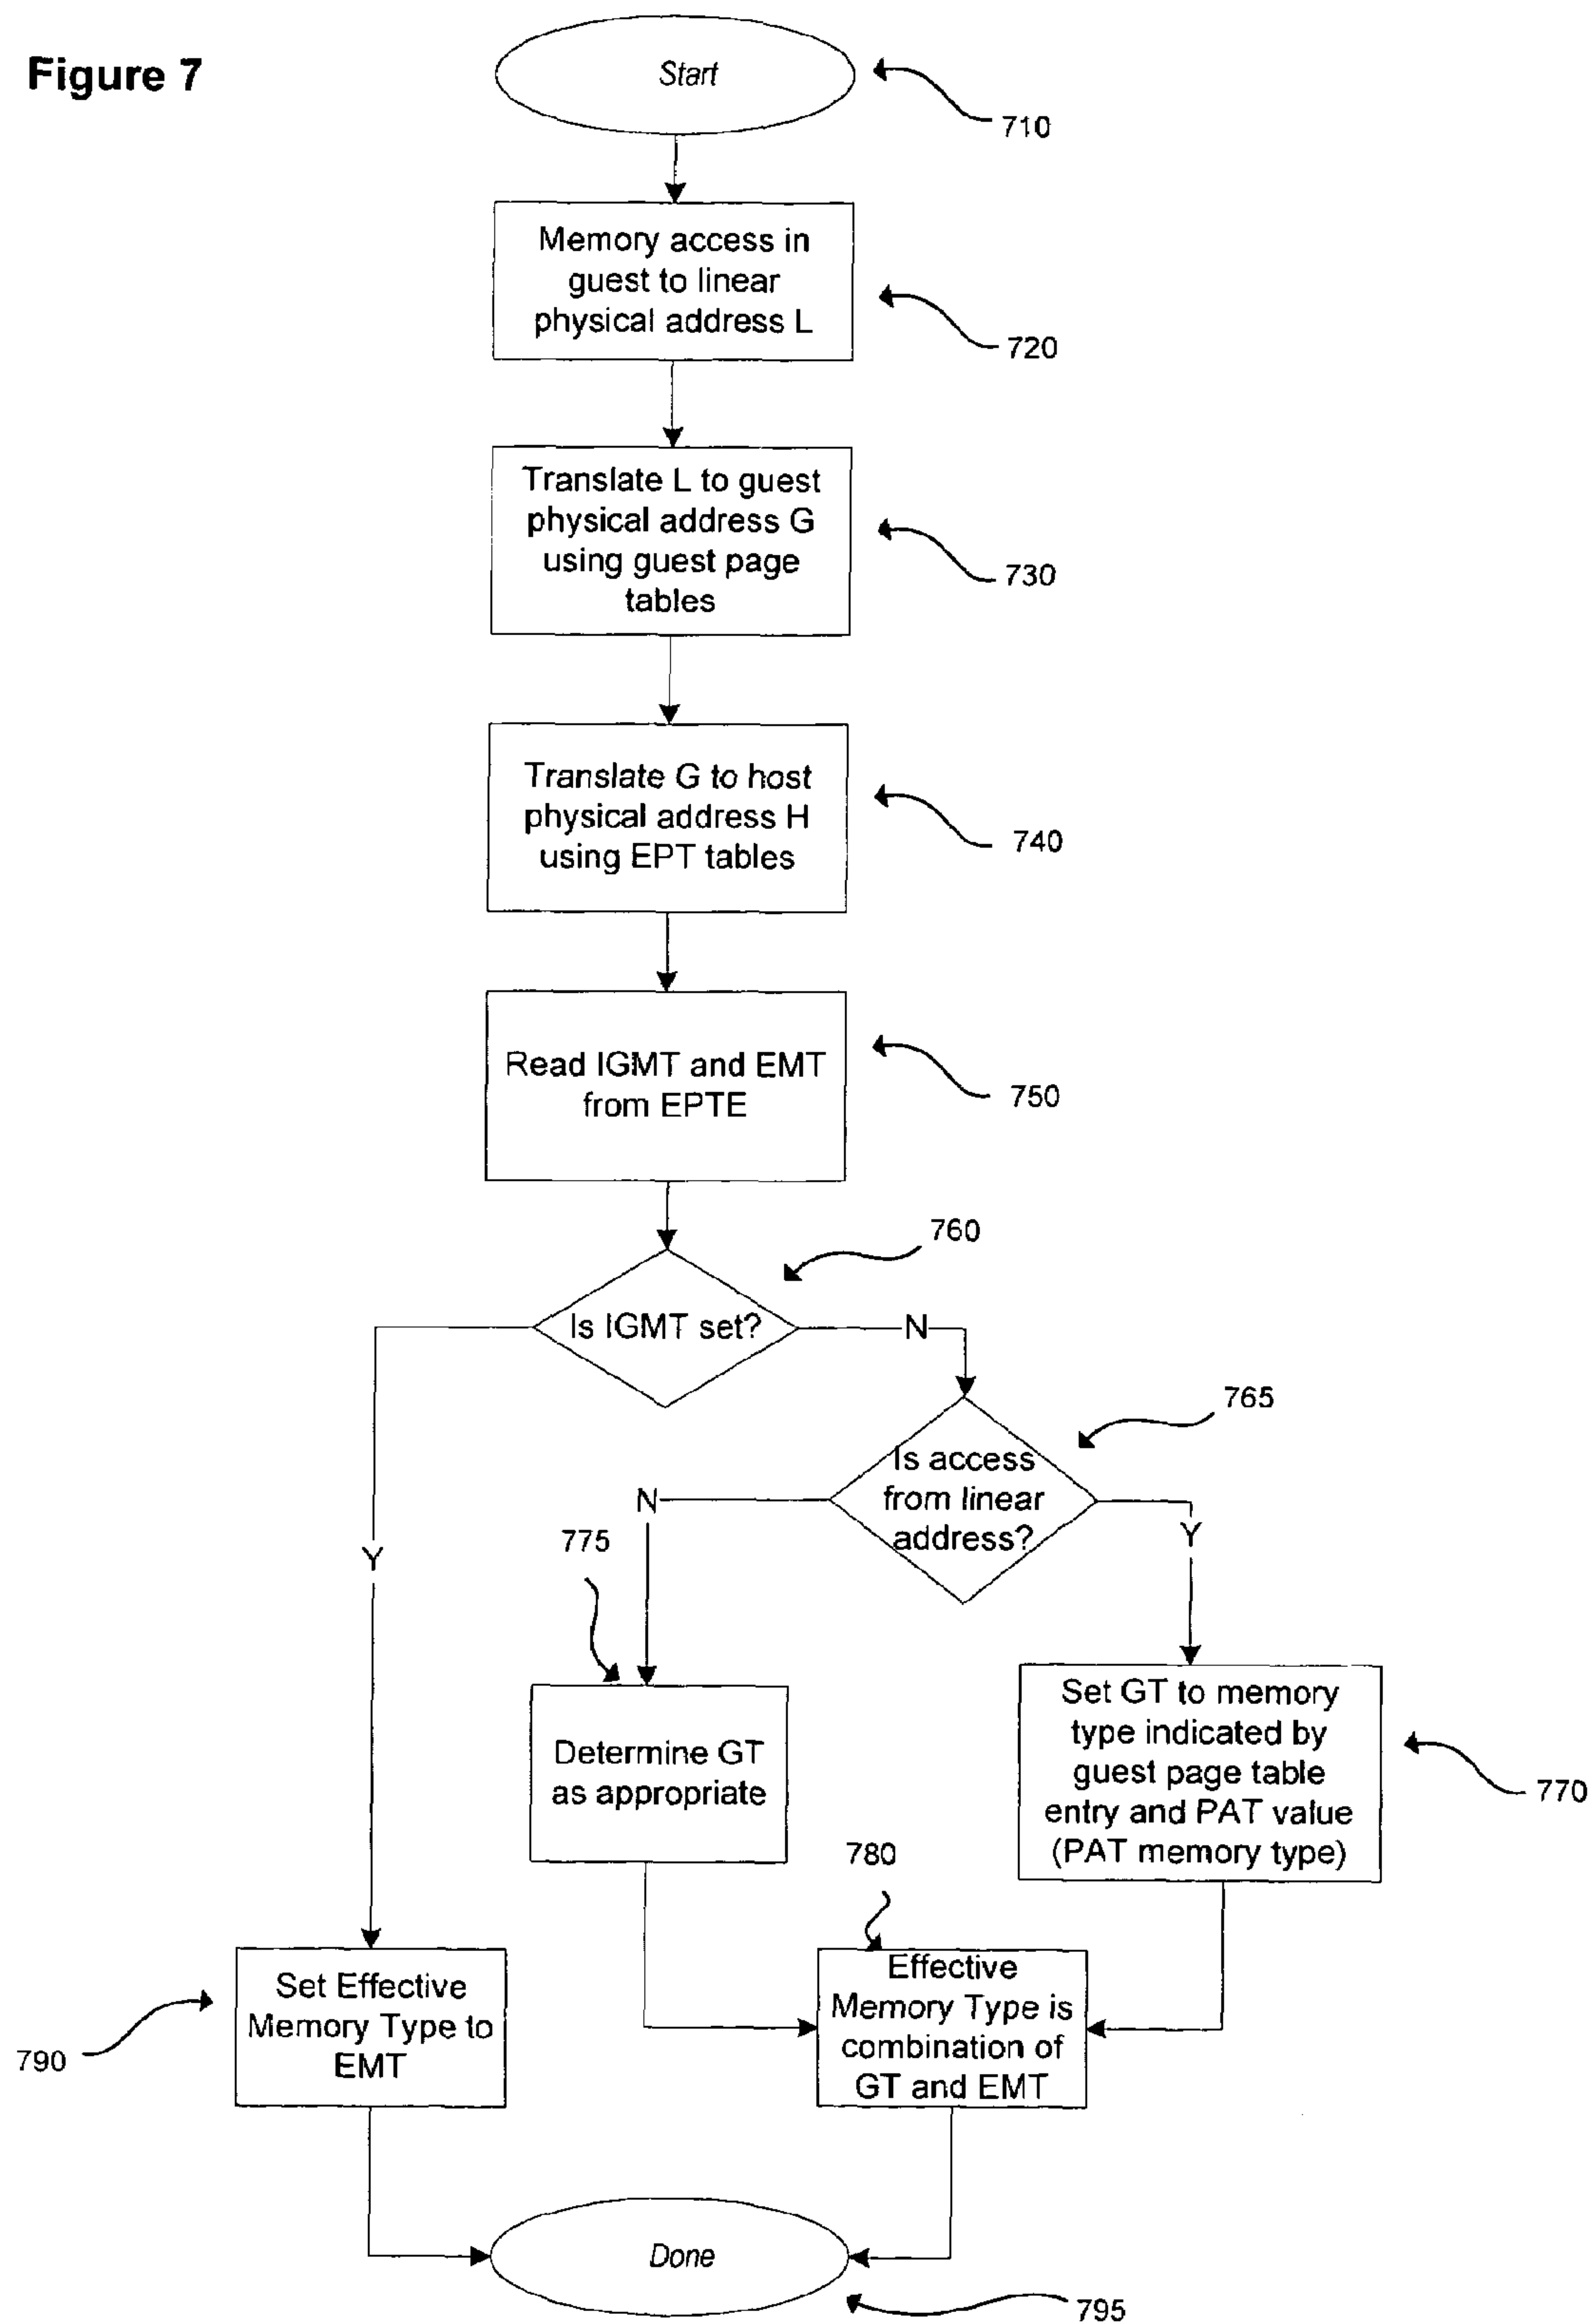 Figure 7
Start
710
Memory access in
guest to linear
physical address L
720
Translate L to guest
physical address G
using guest page
tables
730
Translate G to host
physical address H
using EPT tables
740
Read IGMT and EMT
from EPTE
750
760
Is IGMT set?
N
765
Is access
from linear
address?
N
Y
775
Y
Determine GT
as appropriate
Set GT to memory
type indicated by
guest page table
entry and PAT value
(PAT memory type)
770
780
Set Effective
Memory Type to
EMT
790
Effective
Memory Type is
combination of
GT and EMT
Done
795